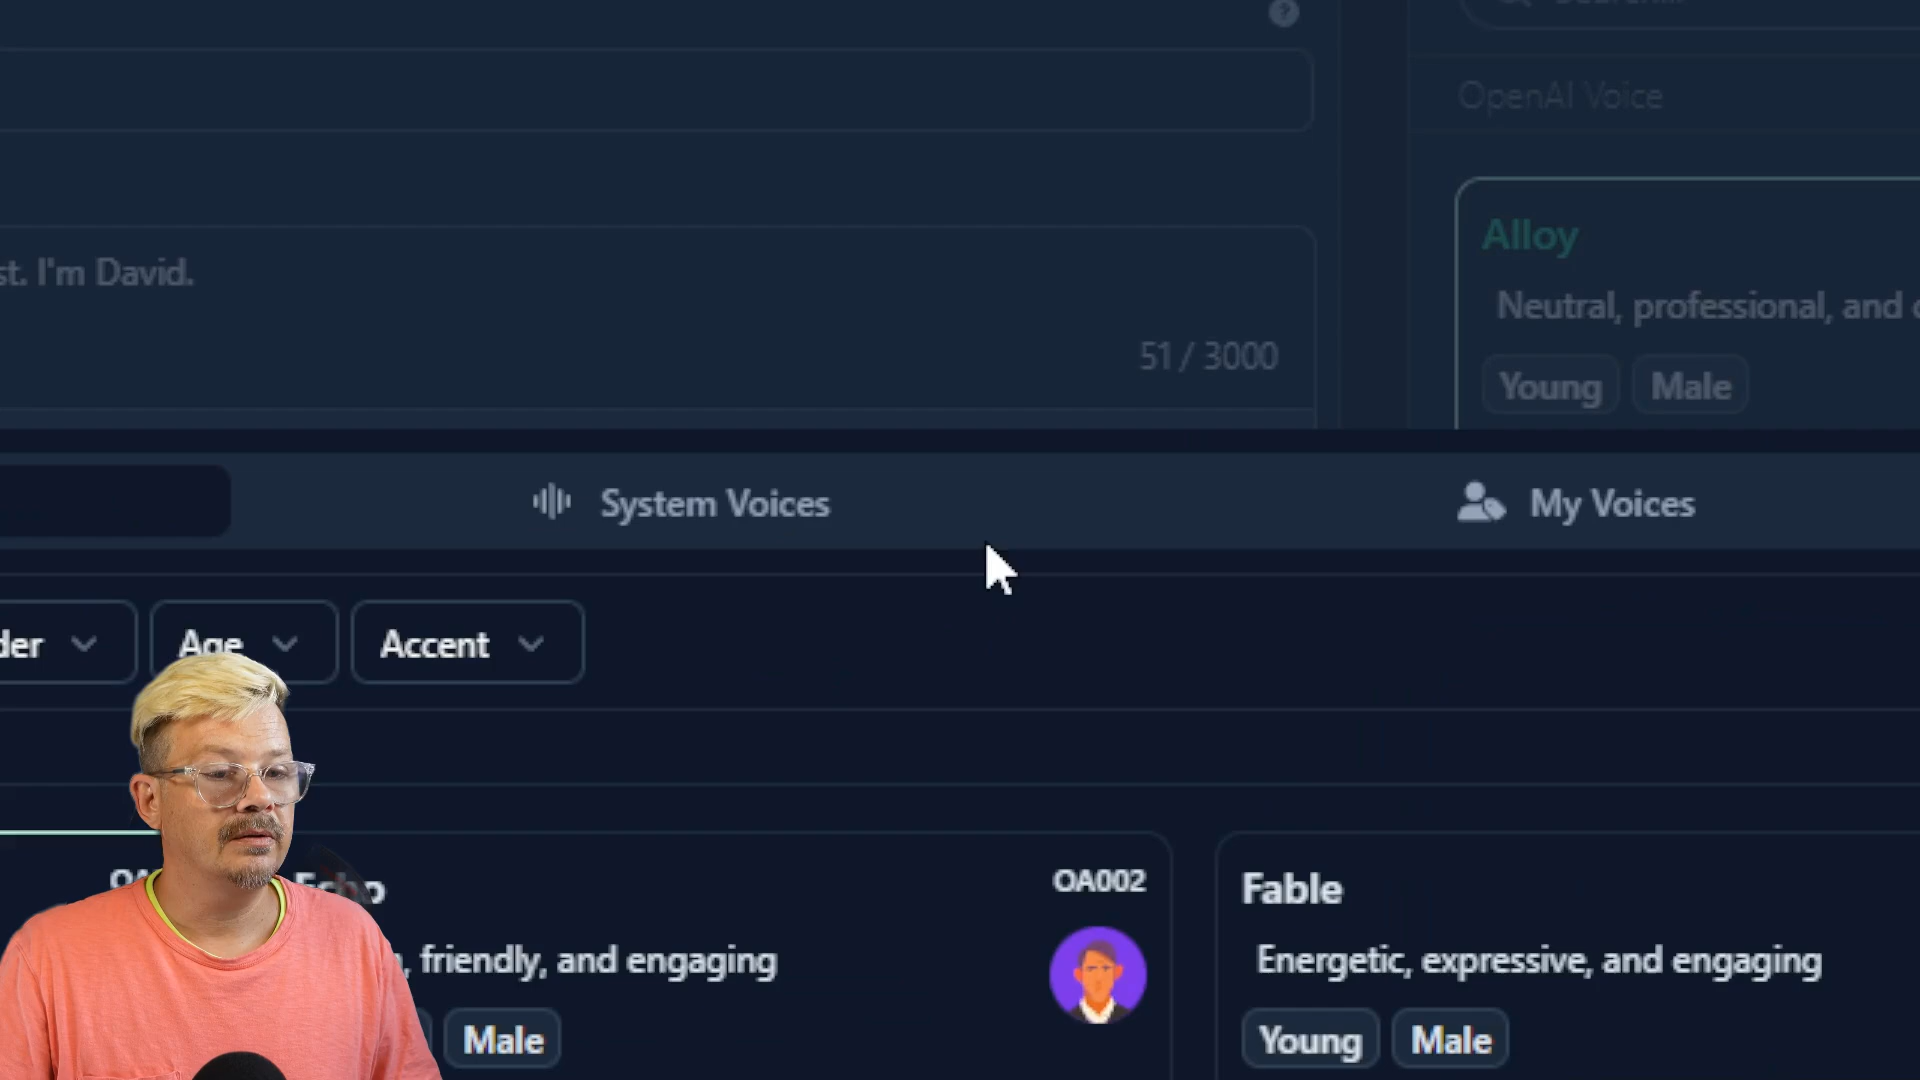 OpenAI Voice
st. I'm David.
51 / 3000
Alloy
Neutral, professional, and
Young Male
System Voices
My Voices
der
Age
Accent
Echo
OA002
, friendly, and engaging
Male
Fable
Energetic, expressive, and engaging
Young Male